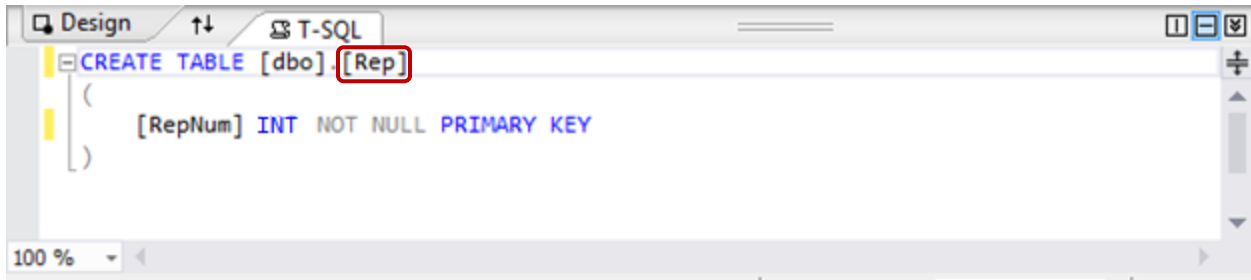 Design T-SQL
CREATE TABLE [dbo].[Rep]
(
[RepNum] INT NOT NULL PRIMARY KEY
)
100 %